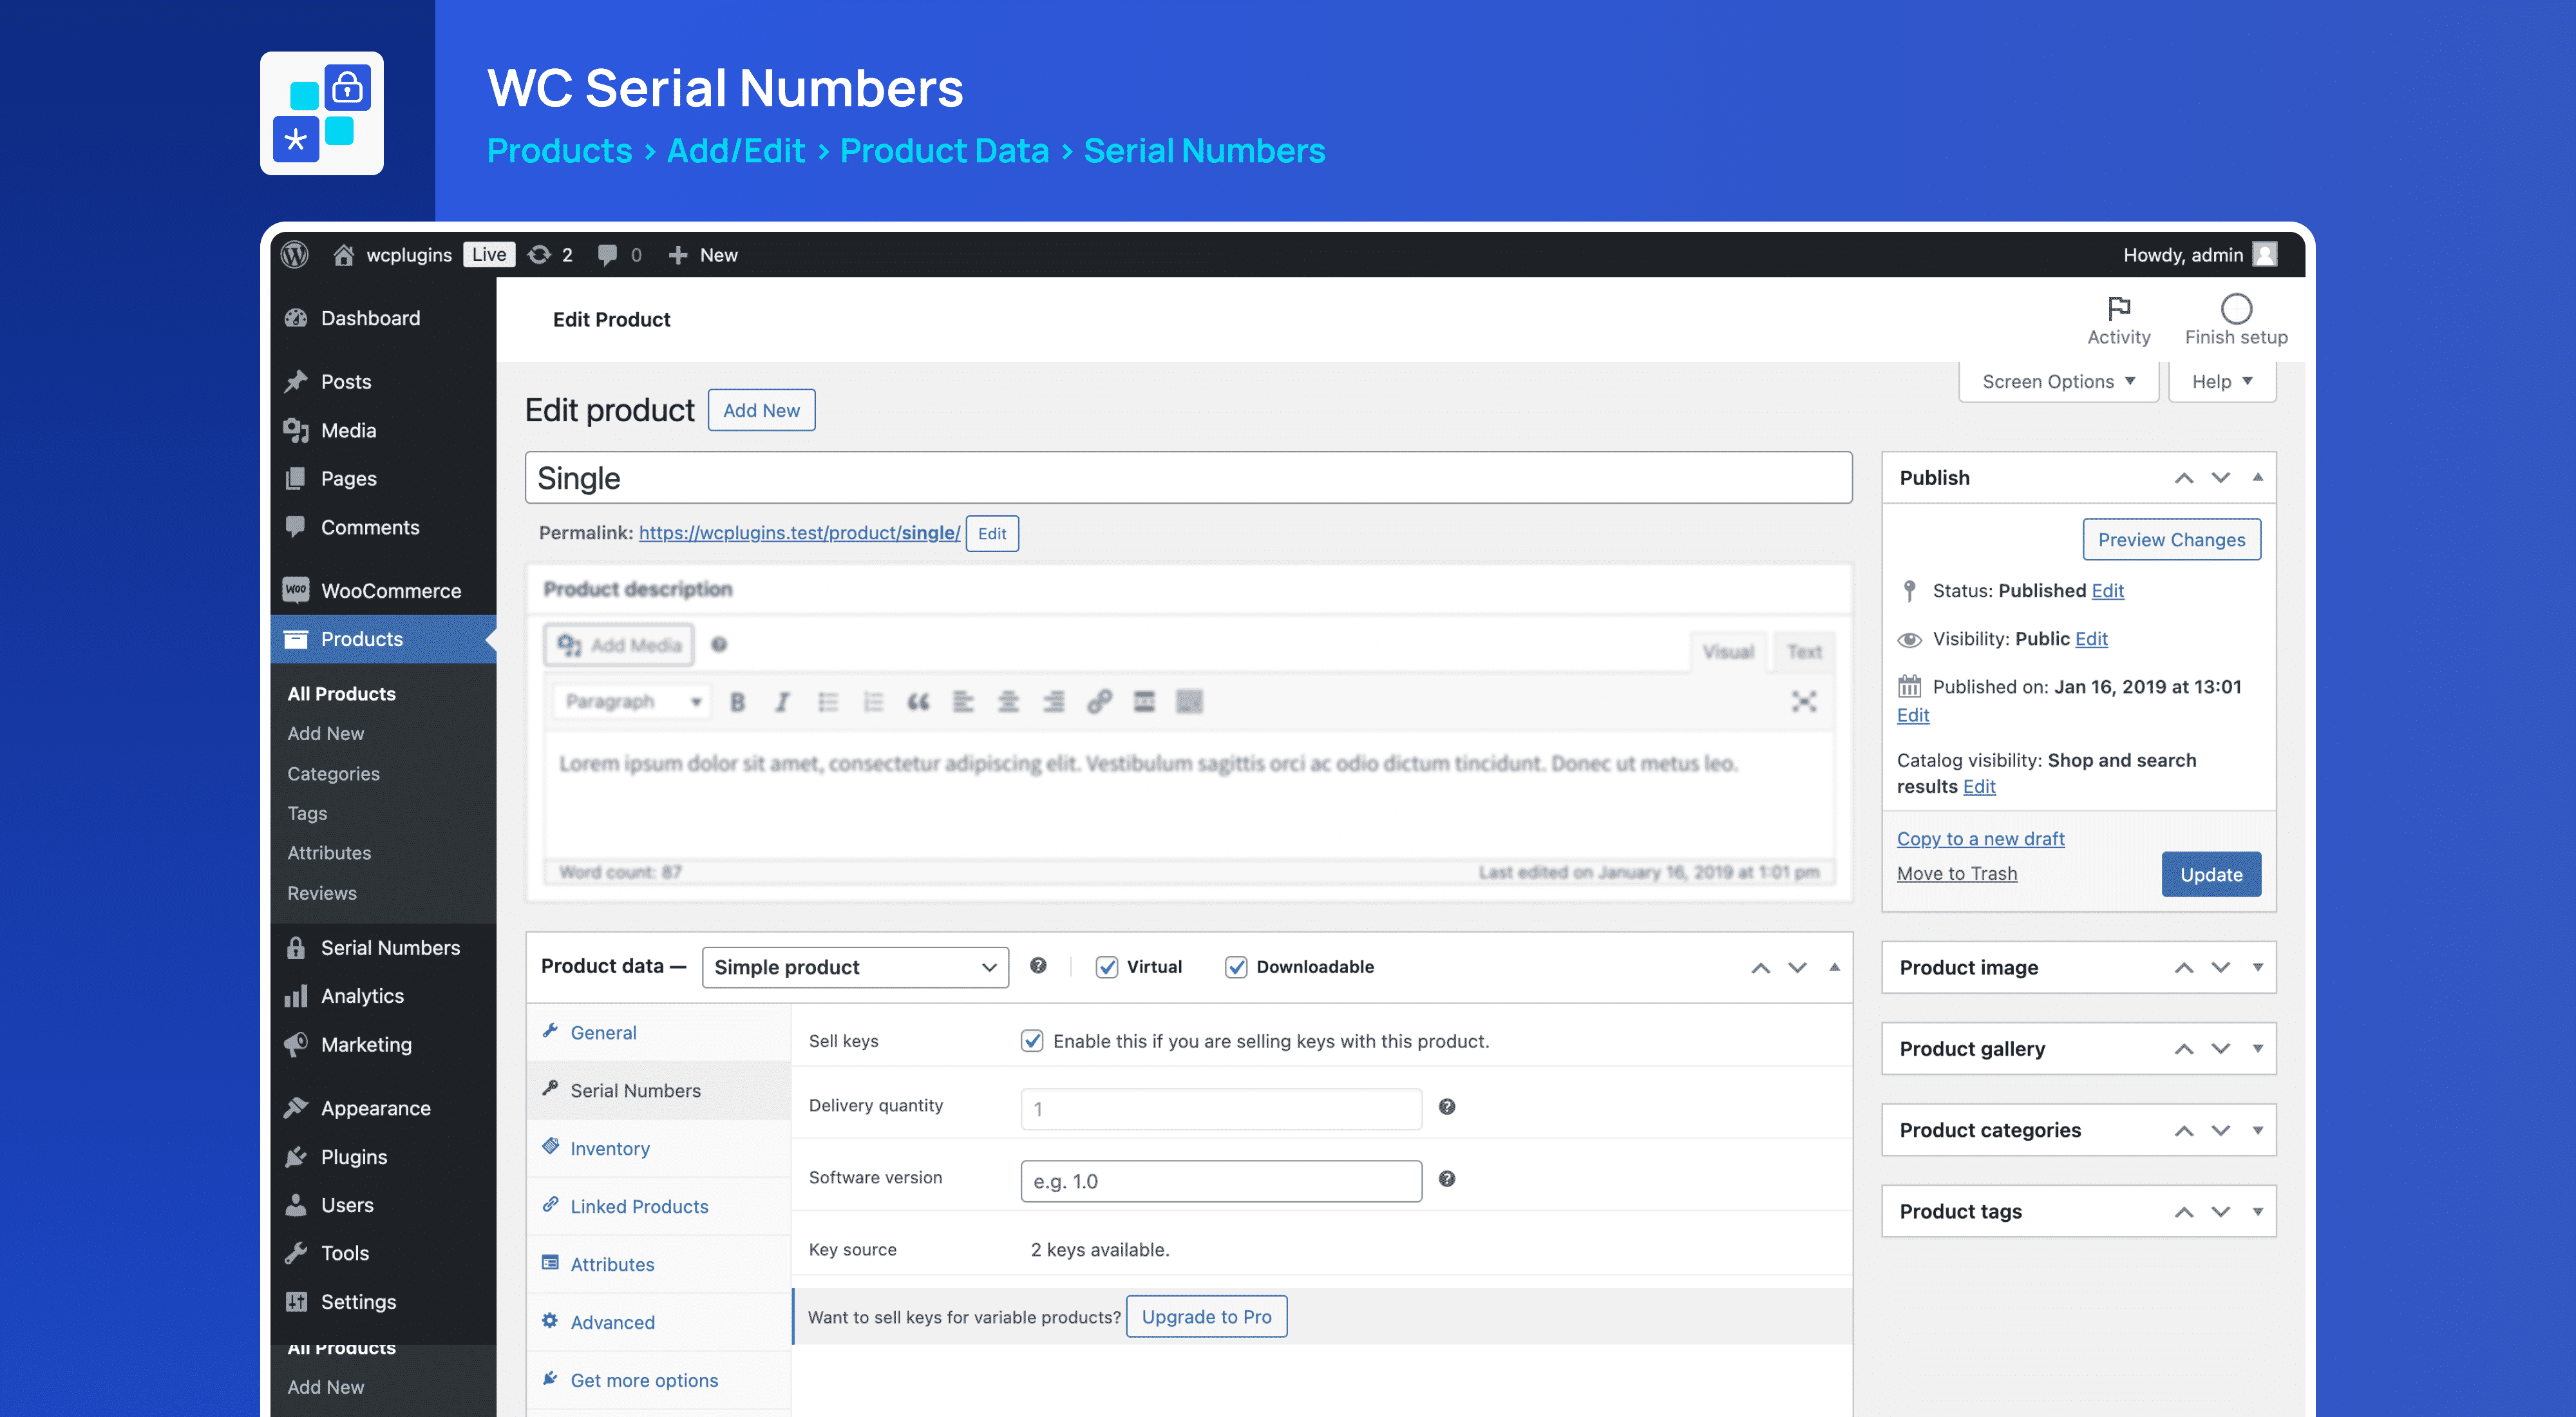 WC Serial Numbers
Products › Add/Edit › Product Data › Serial Numbers
wcplugins Live 2 0 + New
Howdy, admin
Dashboard
Posts
Media
Pages
Comments
WOO WooCommerce
Products
All Products
Add New
Categories
Tags
Attributes
Reviews
Serial Numbers
Analytics
Marketing
Appearance
Plugins
Users
Tools
Settings
All Products
Add New
Edit Product
Activity
Finish setup
Screen Options ▼
Help ▼
Edit product Add New
Single
Permalink: https://wcplugins.test/product/single/ Edit
Product description
Add Media
Visual Text
Paragraph
Lorem ipsum dolor sit amet, consectetur adipiscing elit. Vestibulum sagittis orci ac odio dictum tincidunt. Donec ut metus leo.
Word count: 87
Last edited on January 16, 2019 at 1:01 pm
Product data — Simple product Virtual Downloadable
General
Serial Numbers
Inventory
Linked Products
Attributes
Advanced
Get more options
Sell keys Enable this if you are selling keys with this product.
Delivery quantity 1
Software version e.g. 1.0
Key source 2 keys available.
Want to sell keys for variable products? Upgrade to Pro
Publish
Preview Changes
Status: Published Edit
Visibility: Public Edit
Published on: Jan 16, 2019 at 13:01
Edit
Catalog visibility: Shop and search
results Edit
Copy to a new draft
Move to Trash
Update
Product image
Product gallery
Product categories
Product tags